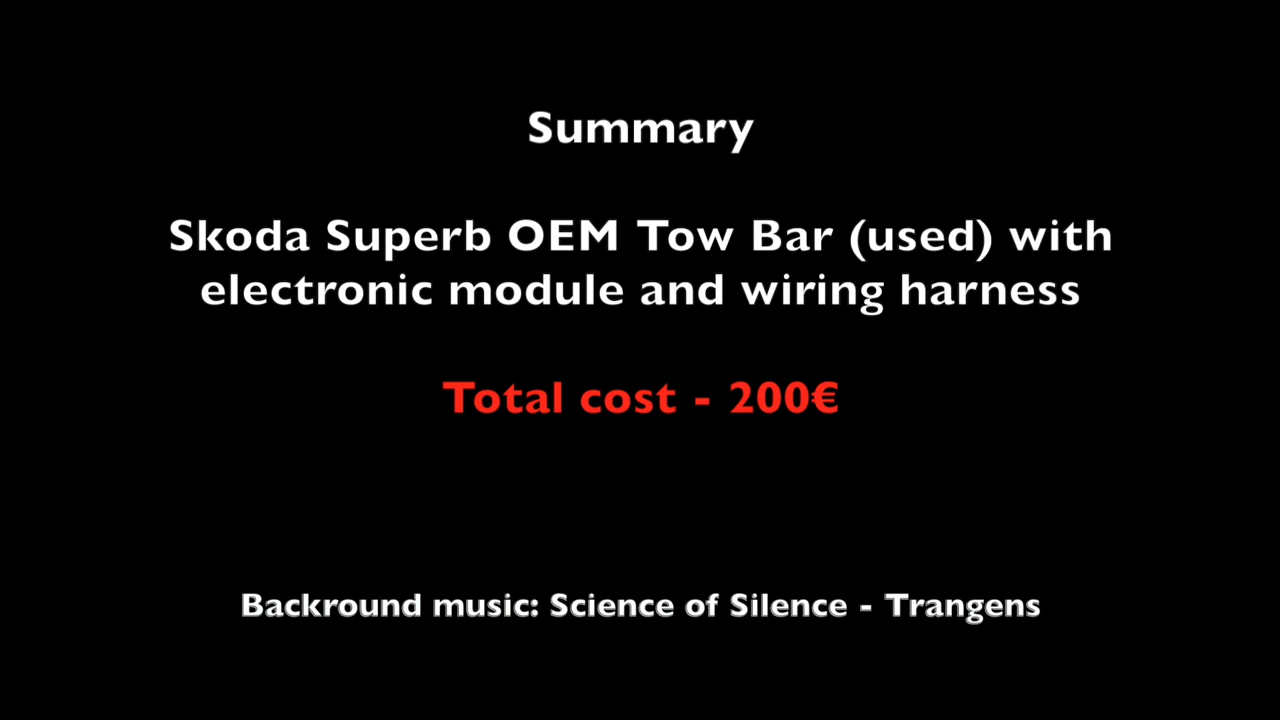 Summary
Skoda Superb OEM Tow Bar (used) with
electronic module and wiring harness
Total cost - 200€
Backround music: Science of Silence - Trangens